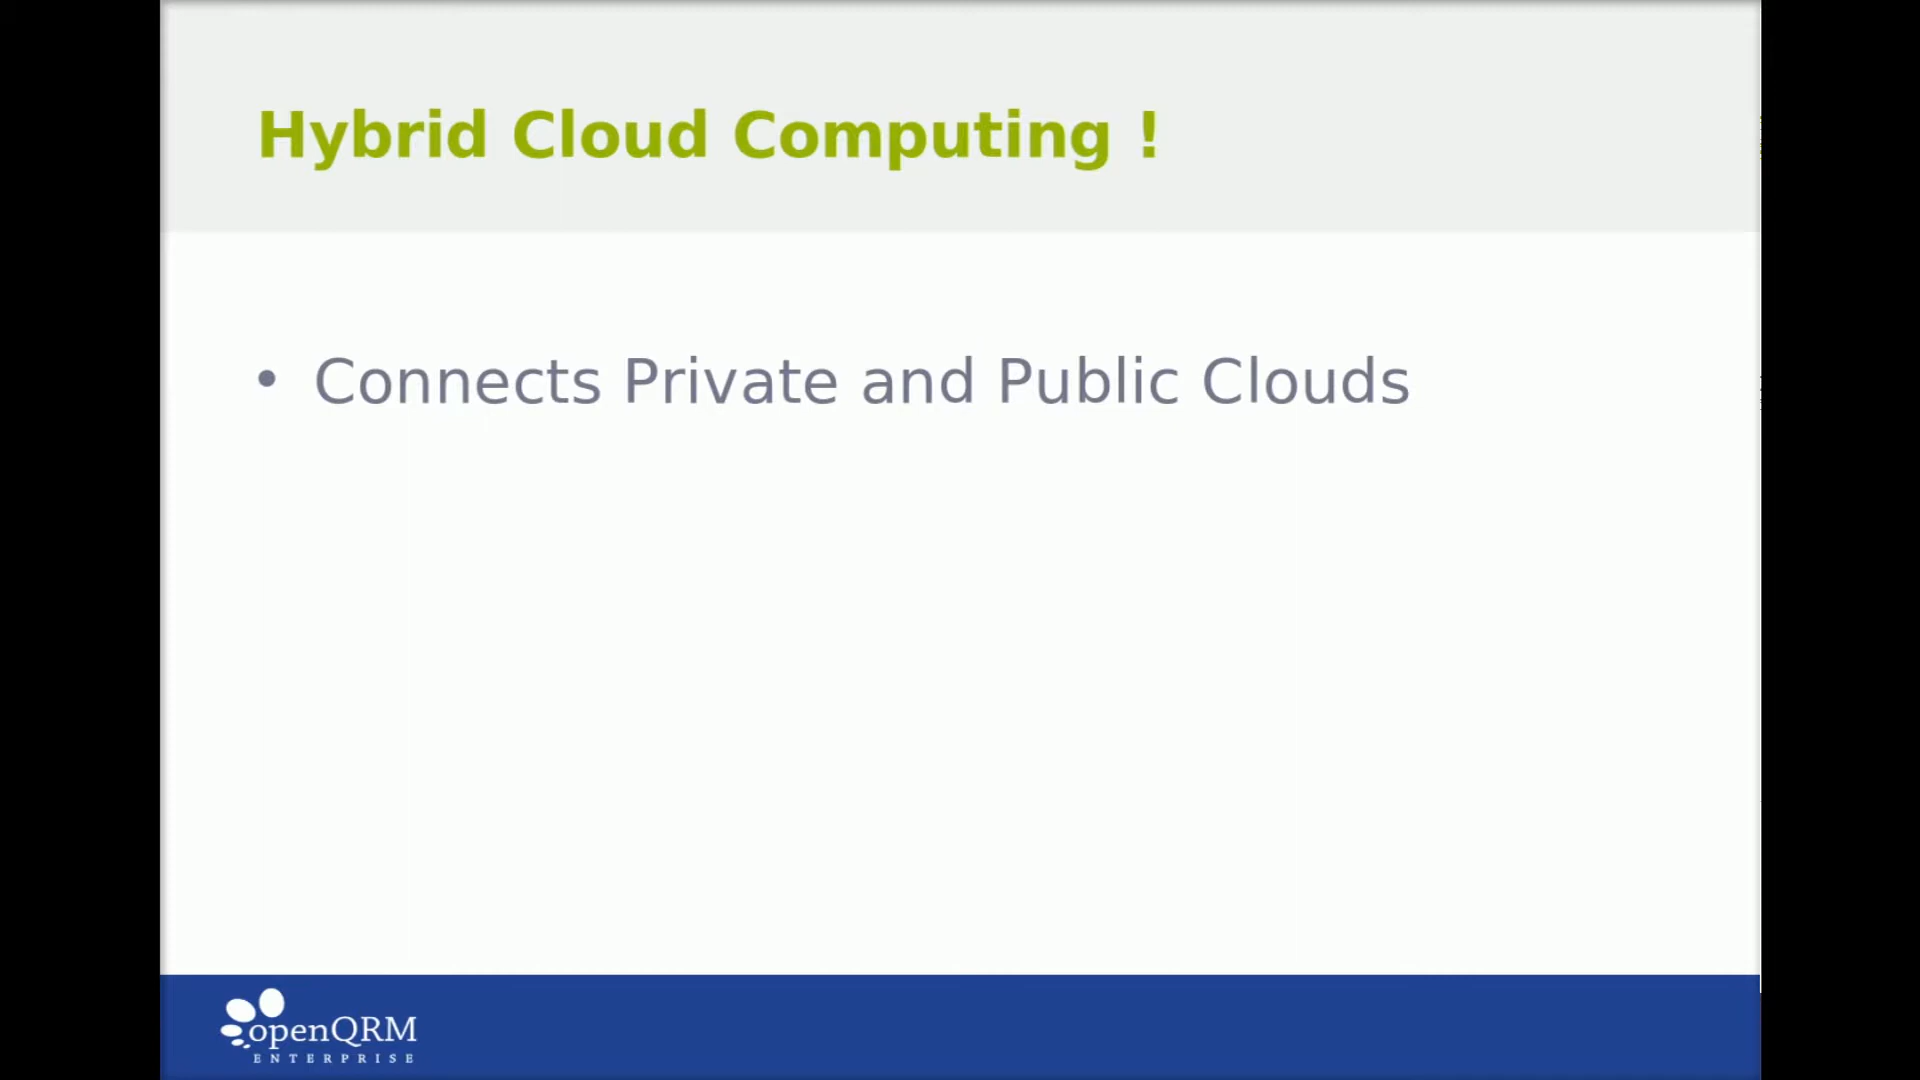 Hybrid Cloud Computing !
• Connects Private and Public Clouds
openQRM
ENTERPRISE